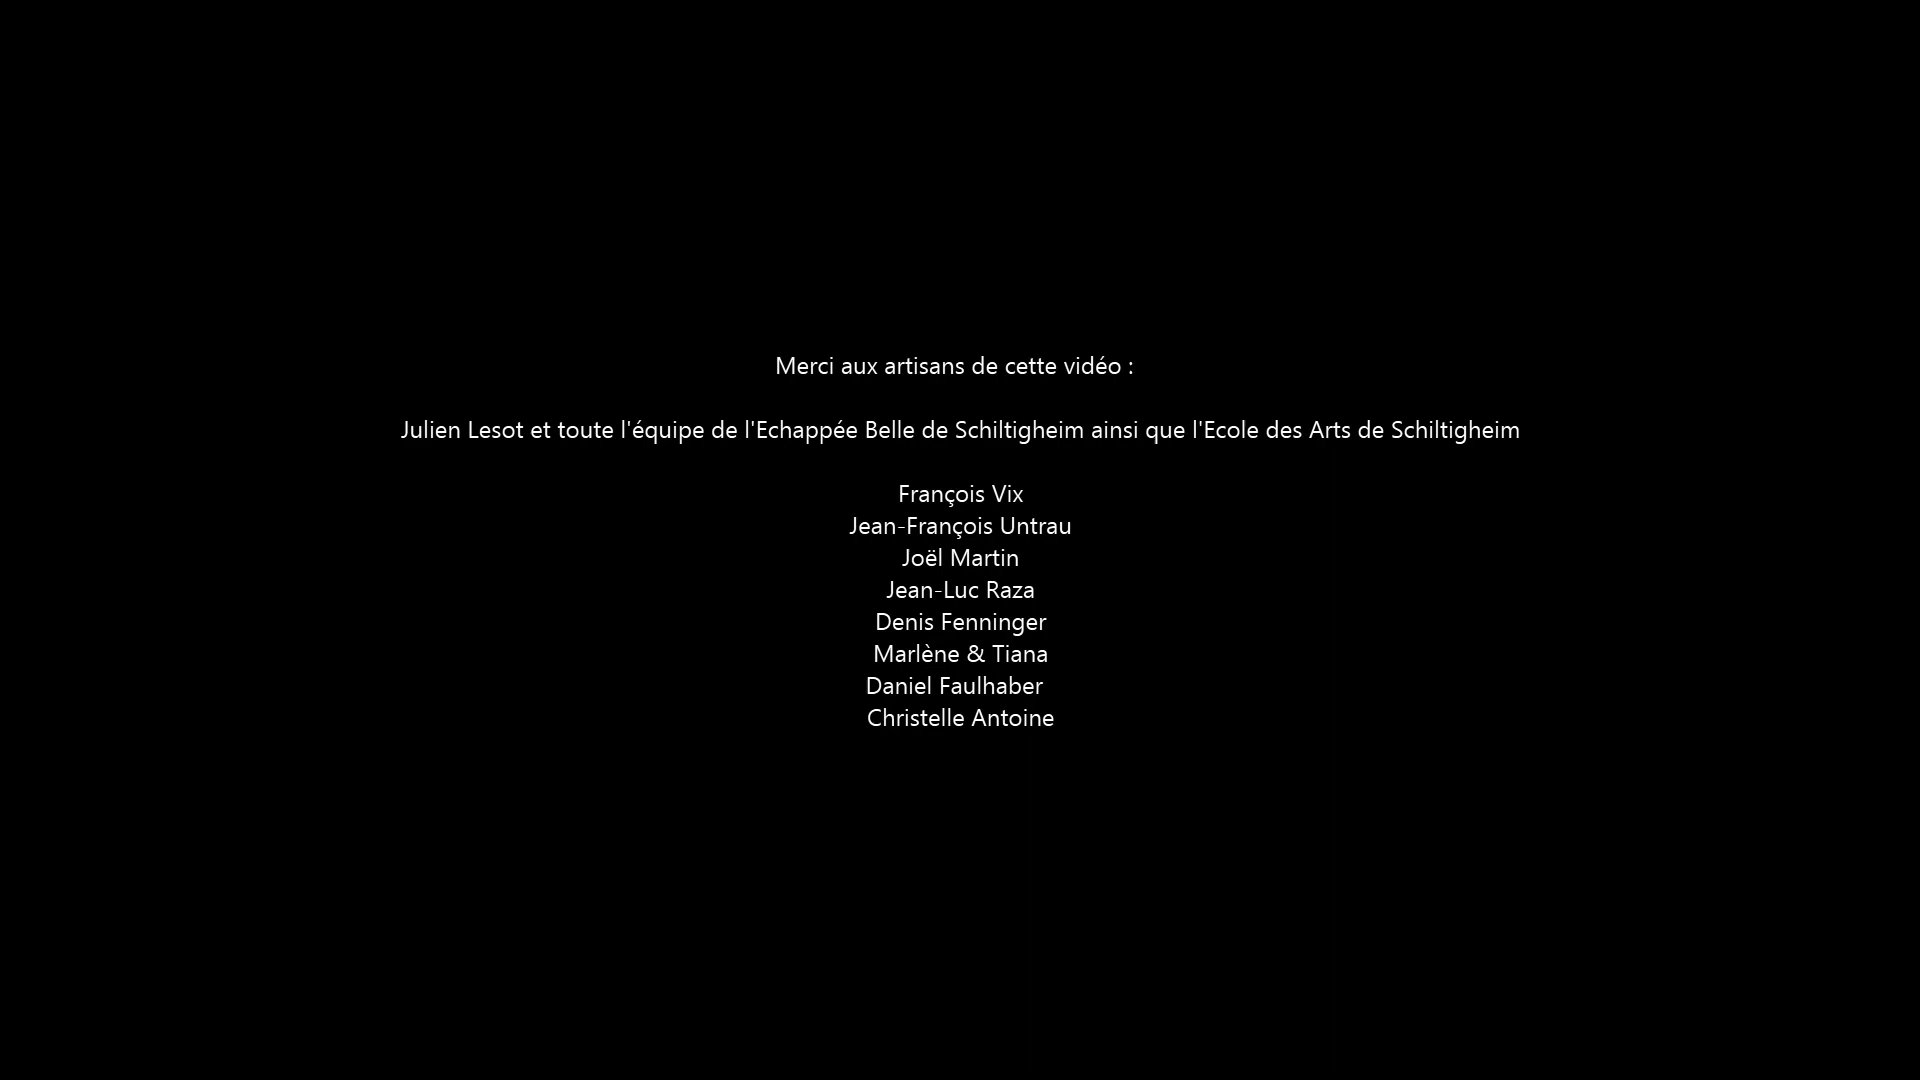 Merci aux artisans de cette vidéo :
Julien Lesot et toute l'équipe de l'Echappée Belle de Schiltigheim ainsi que l'Ecole des Arts de Schiltigheim
François Vix
Jean-François Untrau
Joël Martin
Jean-Luc Raza
Denis Fenninger
Marlène & Tiana
Daniel Faulhaber
Christelle Antoine